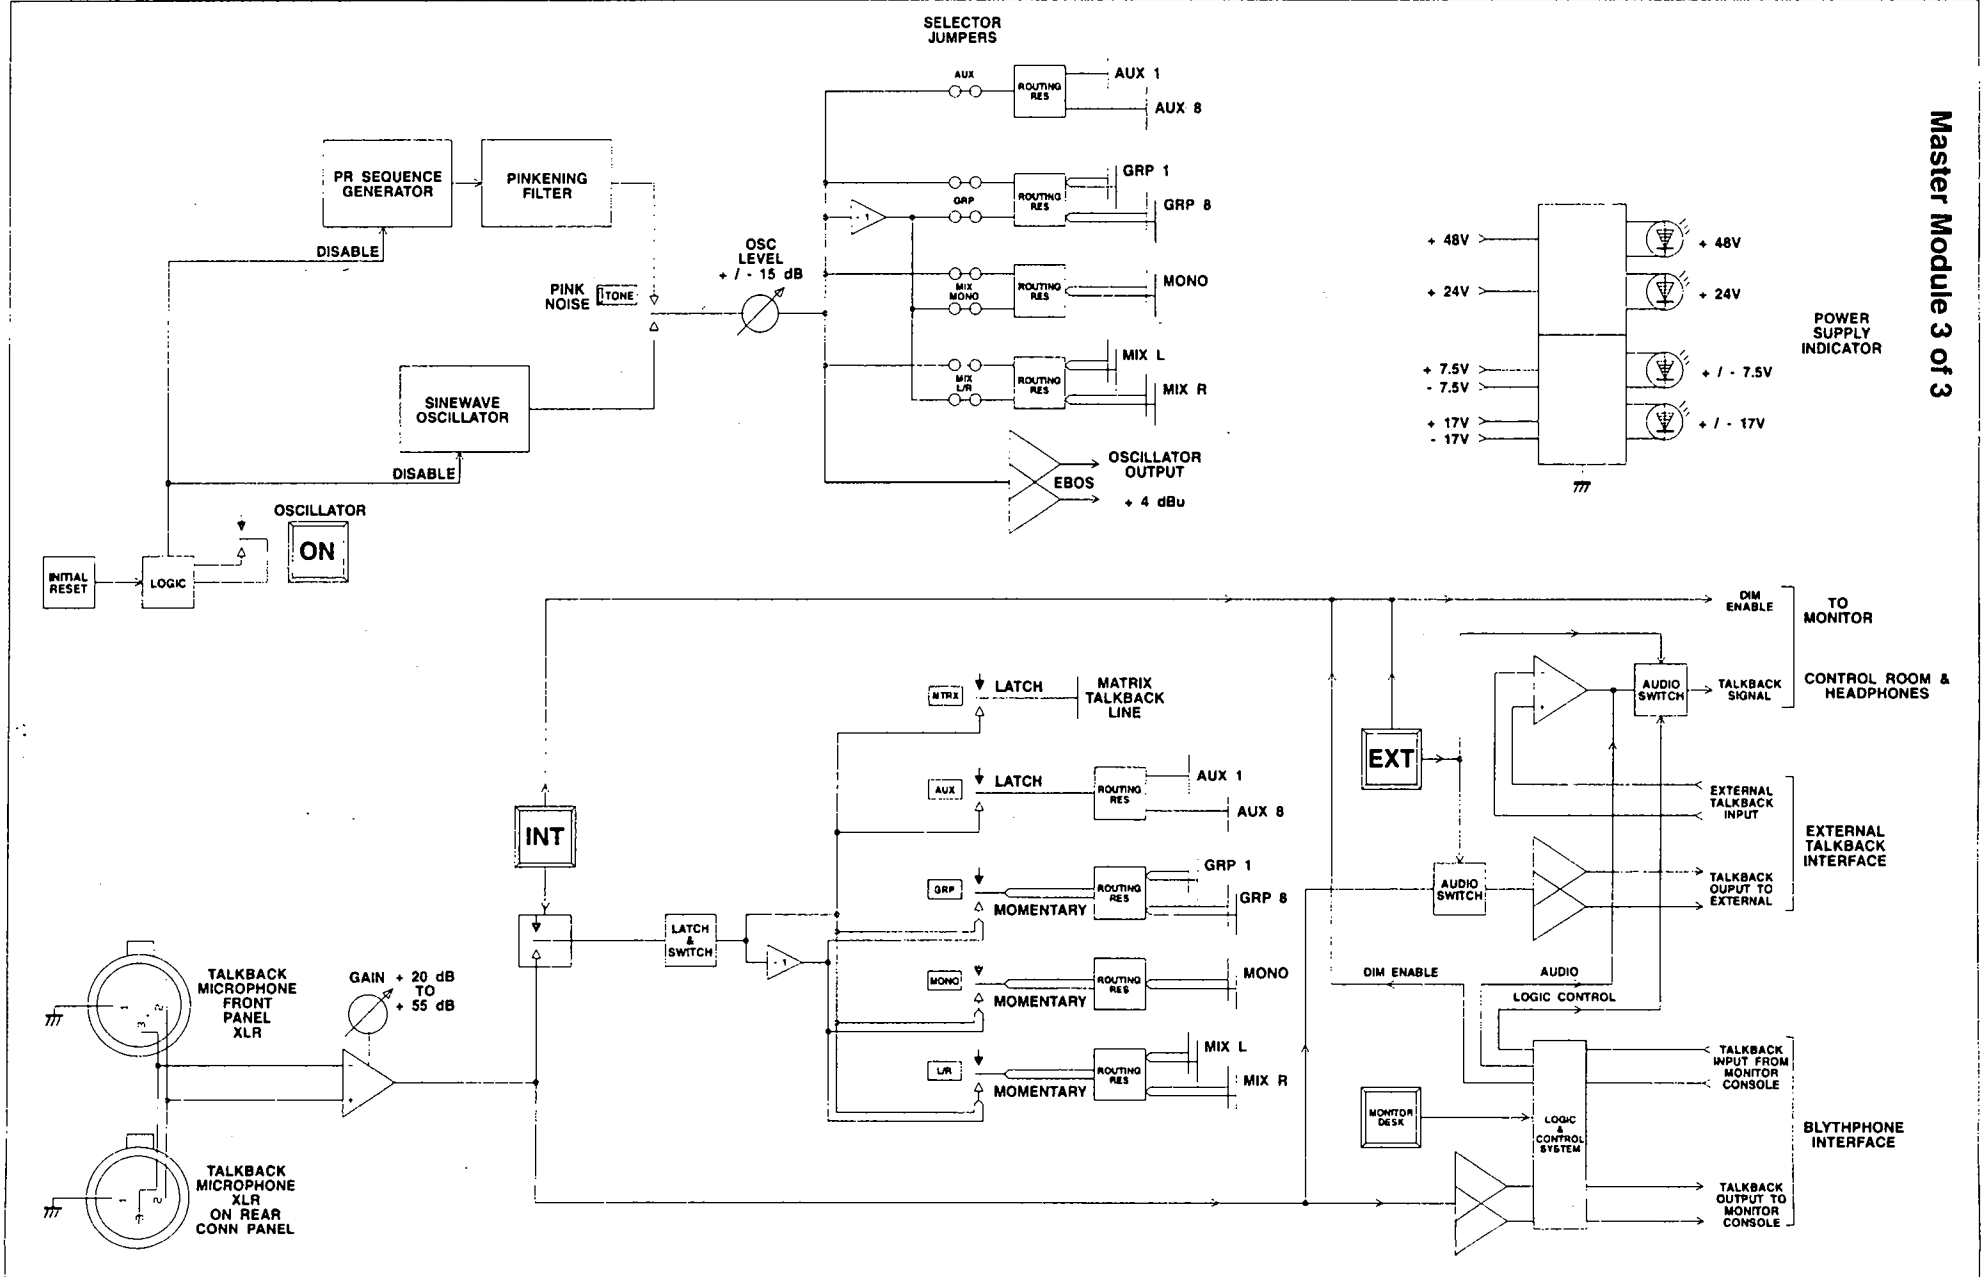 Master Module 3 of 3
SELECTOR
JUMPERS
AUX
ROUTING
RES
AUX 1
AUX 8
GRP
ROUTING
RES
GRP 1
GRP 8
- 1
MIX
MONO
ROUTING
RES
MONO
MIX
L/R
ROUTING
RES
MIX L
MIX R
PR SEQUENCE
GENERATOR
PINKENING
FILTER
DISABLE
PINK
NOISE
TONE
OSC
LEVEL
+ / - 15 dB
SINEWAVE
OSCILLATOR
DISABLE
EBOS
OSCILLATOR
OUTPUT
+ 4 dBu
OSCILLATOR
ON
INITIAL
RESET
LOGIC
+ 48V
+ 24V
+ 7.5V
- 7.5V
+ 17V
- 17V
+ 48V
+ 24V
+ / - 7.5V
+ / - 17V
POWER
SUPPLY
INDICATOR
DIM
ENABLE
TO
MONITOR
AUDIO
SWITCH
TALKBACK
SIGNAL
CONTROL ROOM &
HEADPHONES
-
+
MTRX
LATCH
MATRIX
TALKBACK
LINE
AUX
LATCH
ROUTING
RES
AUX 1
AUX 8
GRP
MOMENTARY
ROUTING
RES
GRP 1
GRP 8
MONO
MOMENTARY
ROUTING
RES
MONO
L/R
MOMENTARY
ROUTING
RES
MIX L
MIX R
INT
LATCH
&
SWITCH
- 1
EXT
EXTERNAL
TALKBACK
INPUT
EXTERNAL
TALKBACK
INTERFACE
AUDIO
SWITCH
TALKBACK
OUPUT TO
EXTERNAL
DIM ENABLE
AUDIO
LOGIC CONTROL
TALKBACK
MICROPHONE
FRONT
PANEL
XLR
1
2
3
GAIN + 20 dB
TO
+ 55 dB
-
+
TALKBACK
MICROPHONE
XLR
ON REAR
CONN PANEL
1
2
3
MONITOR
DESK
LOGIC
&
CONTROL
SYSTEM
TALKBACK
INPUT FROM
MONITOR
CONSOLE
BLYTHPHONE
INTERFACE
TALKBACK
OUTPUT TO
MONITOR
CONSOLE